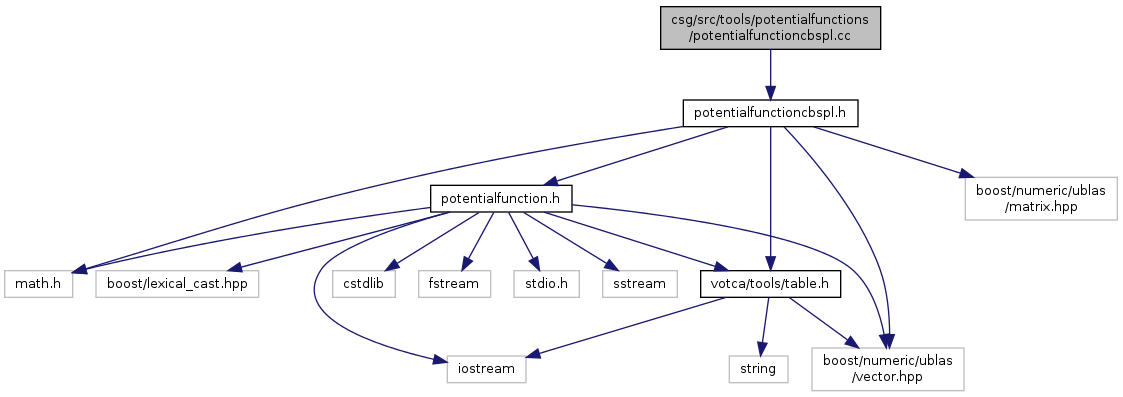 csg/src/tools/potentialfunctions
/potentialfunctioncbspl.cc
potentialfunctioncbspl.h
potentialfunction.h
boost/numeric/ublas
/matrix.hpp
math.h
boost/lexical_cast.hpp
cstdlib
fstream
stdio.h
sstream
votca/tools/table.h
iostream
string
boost/numeric/ublas
/vector.hpp